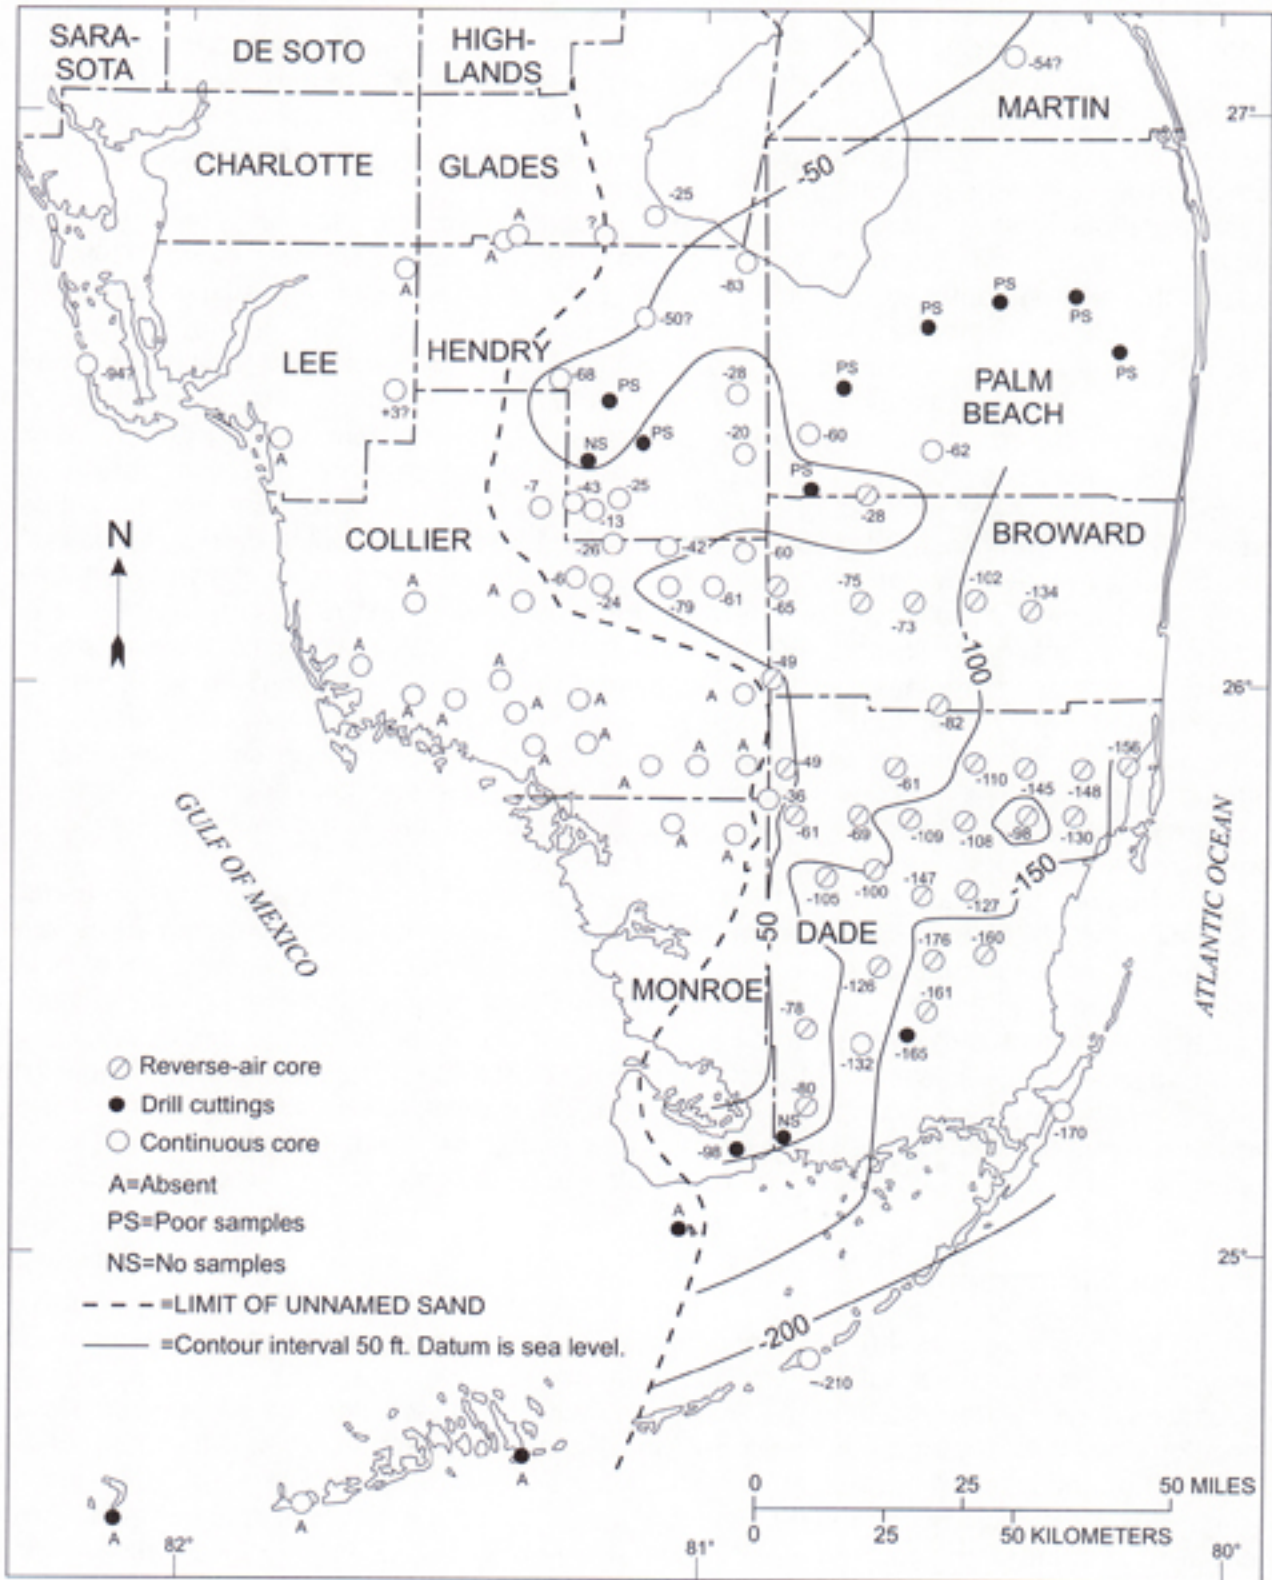 SARA-
SOTA
DE SOTO
HIGH-
LANDS
-54?
MARTIN
27°
CHARLOTTE
GLADES
-50
-25
A
?
A
A
-83
PS
PS
PS
-50?
PS
LEE
HENDRY
-94?
-68
PS
-28
PS
PALM
BEACH
+3?
A
NS
PS
-20
-60
-62
PS
-7
-43
-25
-13
-28
COLLIER
BROWARD
N
-26
-42
-60
A
A
-6
-24
-79
-61
-65
-75
-73
-102
-134
-100
A
A
-49
26°
A
A
A
A
A
-82
A
A
A
A
A
-49
-61
-110
-145
-148
-156
-36
-61
-69
-109
-108
-98
-130
A
A
GULF OF MEXICO
ATLANTIC OCEAN
-105
-100
-147
-127
-150
-50
DADE
-176
-160
-126
MONROE
-161
-78
-132
-165
-80
NS
-98
-170
Reverse-air core
Drill cuttings
Continuous core
A=Absent
PS=Poor samples
NS=No samples
=LIMIT OF UNNAMED SAND
=Contour interval 50 ft. Datum is sea level.
A
25°
-200
~-210
A
A
A
0 25 50 MILES
0 25 50 KILOMETERS
82°
81°
80°